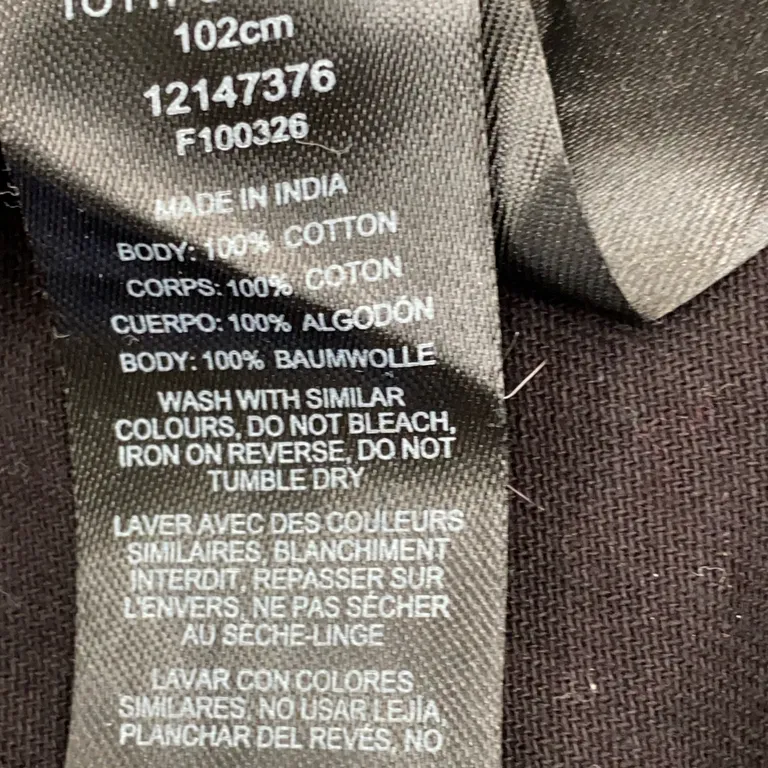 102cm
12147376
F100326
MADE IN INDIA
BODY: 100% COTTON
CORPS: 100% COTON
CUERPO: 100% ALGODÓN
BODY: 100% BAUMWOLLE
WASH WITH SIMILAR
COLOURS, DO NOT BLEACH,
IRON ON REVERSE, DO NOT
TUMBLE DRY
LAVER AVEC DES COULEURS
SIMILAIRES, BLANCHIMENT
INTERDIT, REPASSER SUR
L'ENVERS, NE PAS SÉCHER
AU SÈCHE-LINGE
LAVAR CON COLORES
SIMILARES, NO USAR LEJÍA,
PLANCHAR DEL REVÉS, NO